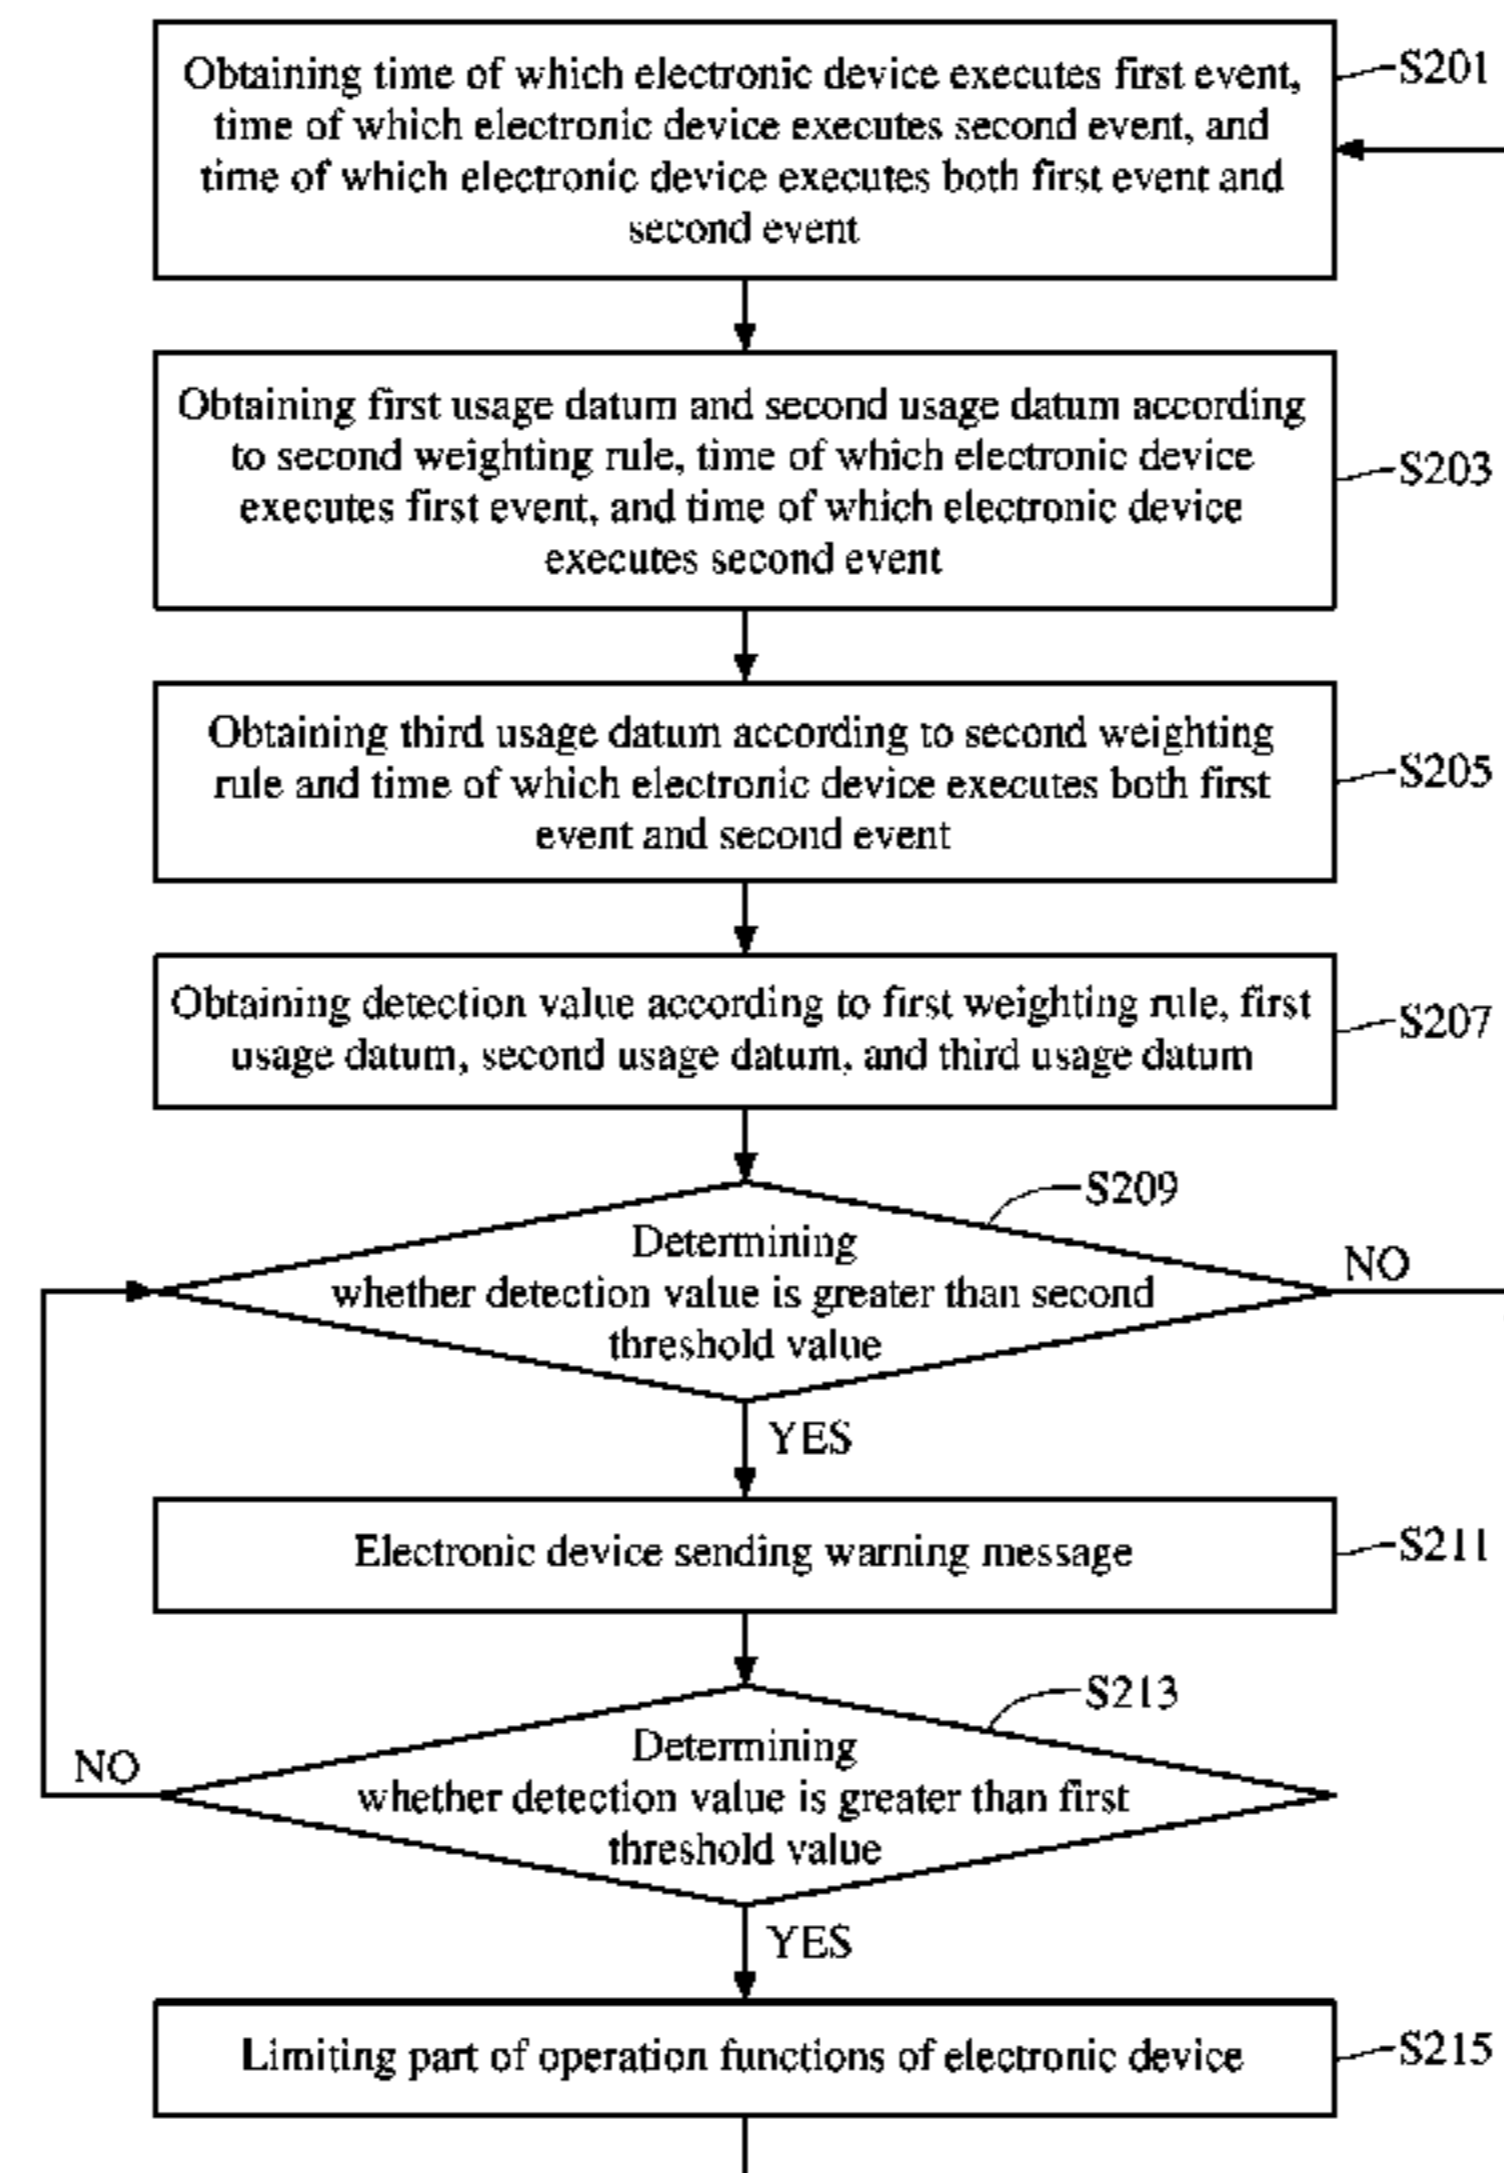 Obtaining time of which electronic device executes first event,
time of which electronic device executes second event, and
time of which electronic device executes both first event and
second event
S201
Obtaining first usage datum and second usage datum according
to second weighting rule, time of which electronic device
executes first event, and time of which electronic device
executes second event
S203
Obtaining third usage datum according to second weighting
rule and time of which electronic device executes both first
event and second event
S205
Obtaining detection value according to first weighting rule, first
usage datum, second usage datum, and third usage datum
S207
S209
Determining
whether detection value is greater than second
threshold value
NO
YES
Electronic device sending warning message
S211
S213
Determining
whether detection value is greater than first
threshold value
NO
YES
Limiting part of operation functions of electronic device
S215